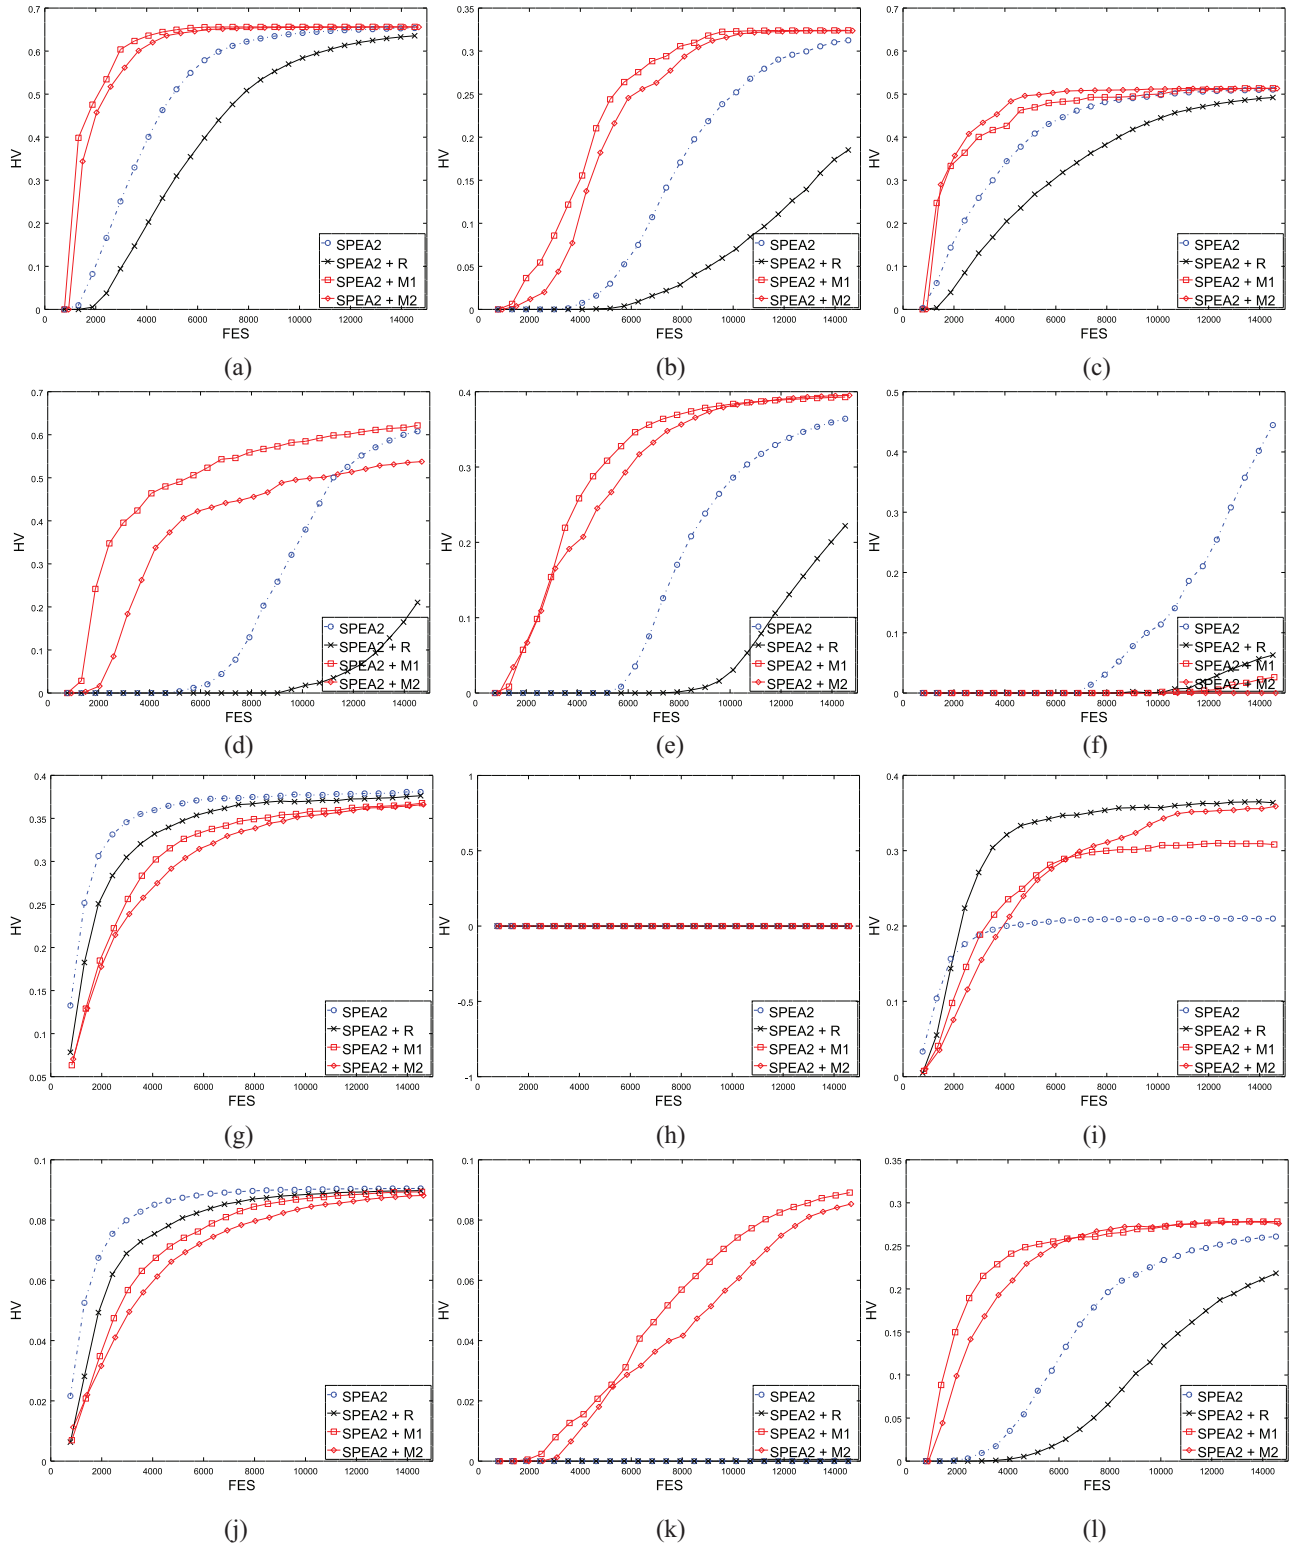 0.7
0.6
0.5
0.4
0.3
0.2
0.1
0
HV
2000 4000 6000 8000 10000 12000 14000
FES
SPEA2
SPEA2 + R
SPEA2 + M1
SPEA2 + M2
(a)
0.35
0.3
0.25
0.2
0.15
0.1
0.05
0
HV
0 2000 4000 6000 8000 10000 12000 14000
FES
SPEA2
SPEA2 + R
SPEA2 + M1
SPEA2 + M2
(b)
0.7
0.6
0.5
0.4
0.3
0.2
0.1
0
HV
0 2000 4000 6000 8000 10000 12000 14000
FES
SPEA2
SPEA2 + R
SPEA2 + M1
SPEA2 + M2
(c)
0.7
0.6
0.5
0.4
0.3
0.2
0.1
0
HV
0 2000 4000 6000 8000 10000 12000 14000
FES
SPEA2
SPEA2 + R
SPEA2 + M1
SPEA2 + M2
(d)
0.4
0.3
0.2
0.1
0
HV
0 2000 4000 6000 8000 10000 12000 14000
FES
SPEA2
SPEA2 + R
SPEA2 + M1
SPEA2 + M2
(e)
0.5
0.4
0.3
0.2
0.1
0
HV
0 2000 4000 6000 8000 10000 12000 14000
FES
SPEA2
SPEA2 + R
SPEA2 + M1
SPEA2 + M2
(f)
0.4
0.35
0.3
0.25
0.2
0.15
0.1
0.05
HV
0 2000 4000 6000 8000 10000 12000 14000
FES
SPEA2
SPEA2 + R
SPEA2 + M1
SPEA2 + M2
(g)
1
0.5
0
-0.5
-1
HV
0 2000 4000 6000 8000 10000 12000 14000
FES
SPEA2
SPEA2 + R
SPEA2 + M1
SPEA2 + M2
(h)
0.4
0.3
0.2
0.1
0
HV
0 2000 4000 6000 8000 10000 12000 14000
FES
SPEA2
SPEA2 + R
SPEA2 + M1
SPEA2 + M2
(i)
0.1
0.08
0.06
0.04
0.02
0
HV
0 2000 4000 6000 8000 10000 12000 14000
FES
SPEA2
SPEA2 + R
SPEA2 + M1
SPEA2 + M2
(j)
0.1
0.08
0.06
0.04
0.02
0
HV
0 2000 4000 6000 8000 10000 12000 14000
FES
SPEA2
SPEA2 + R
SPEA2 + M1
SPEA2 + M2
(k)
0.35
0.3
0.25
0.2
0.15
0.1
0.05
0
HV
0 2000 4000 6000 8000 10000 12000 14000
FES
SPEA2
SPEA2 + R
SPEA2 + M1
SPEA2 + M2
(l)